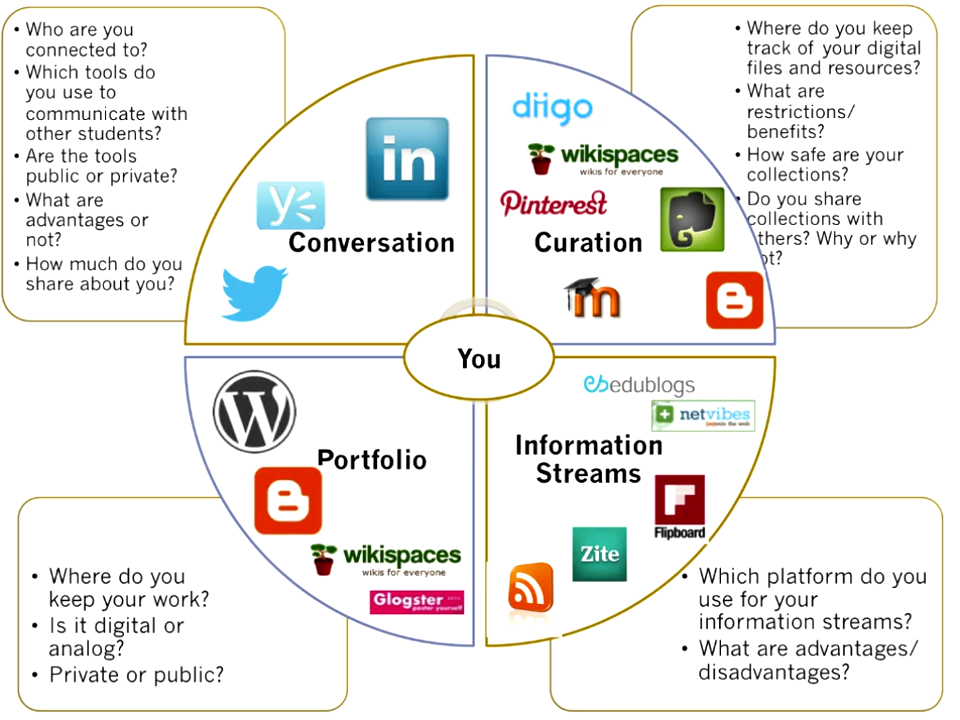 • Who are you
connected to?
• Which tools do
you use to
communicate with
other students?
• Are the tools
public or private?
• What are
advantages or
not?
• How much do you
share about you?
• Where do you keep
track of your digital
files and resources?
• What are
restrictions/
benefits?
• How safe are your
collections?
• Do you share
collections with
thers? Why or why
ot?
in
y
Conversation
diigo
wikispaces
wikis for everyone
Pinterest
Curation
m
B
You
W
Portfolio
B
wikispaces
wikis for everyone
Glogster
poster yourself
edublogs
netvibes
Information
Streams
F
Flipboard
Zite
• Where do you
keep your work?
• Is it digital or
analog?
• Private or public?
• Which platform do you
use for your
information streams?
• What are advantages/
disadvantages?